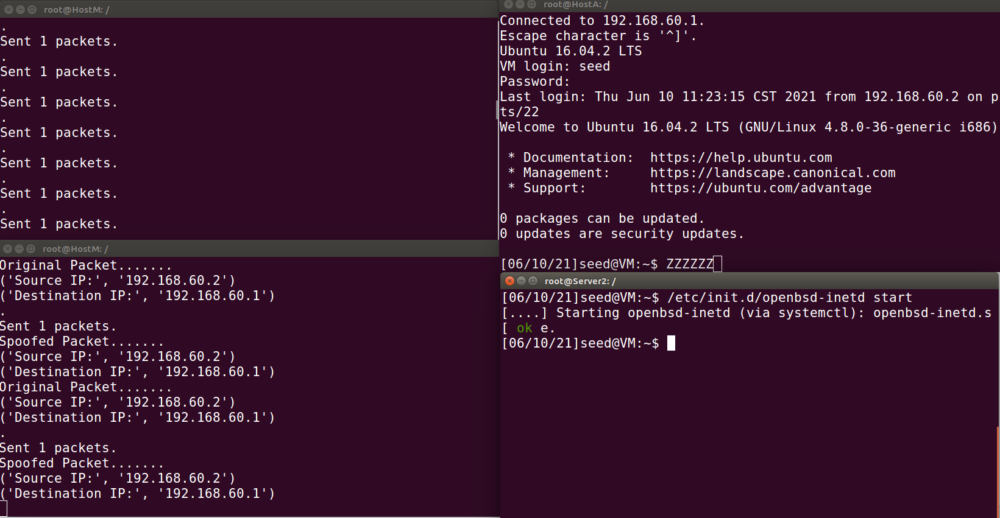 root@HostM: /
.
Sent 1 packets.
.
Sent 1 packets.
.
Sent 1 packets.
.
Sent 1 packets.
.
Sent 1 packets.
.
Sent 1 packets.
.
Sent 1 packets.
root@HostM: /
Original Packet.......
('Source IP:', '192.168.60.2')
('Destination IP:', '192.168.60.1')
.
Sent 1 packets.
Spoofed Packet.......
('Source IP:', '192.168.60.2')
('Destination IP:', '192.168.60.1')
Original Packet.......
('Source IP:', '192.168.60.2')
('Destination IP:', '192.168.60.1')
.
Sent 1 packets.
Spoofed Packet.......
('Source IP:', '192.168.60.2')
('Destination IP:', '192.168.60.1')
root@HostA: /
Connected to 192.168.60.1.
Escape character is '^]'.
Ubuntu 16.04.2 LTS
VM login: seed
Password:
Last login: Thu Jun 10 11:23:15 CST 2021 from 192.168.60.2 on p
ts/22
Welcome to Ubuntu 16.04.2 LTS (GNU/Linux 4.8.0-36-generic i686)
* Documentation:  https://help.ubuntu.com
* Management:     https://landscape.canonical.com
* Support:        https://ubuntu.com/advantage
0 packages can be updated.
0 updates are security updates.
[06/10/21]seed@VM:~$ ZZZZZZ
root@Server2: /
[06/10/21]seed@VM:~$ /etc/init.d/openbsd-inetd start
[....] Starting openbsd-inetd (via systemctl): openbsd-inetd.s
[ ok e.
[06/10/21]seed@VM:~$